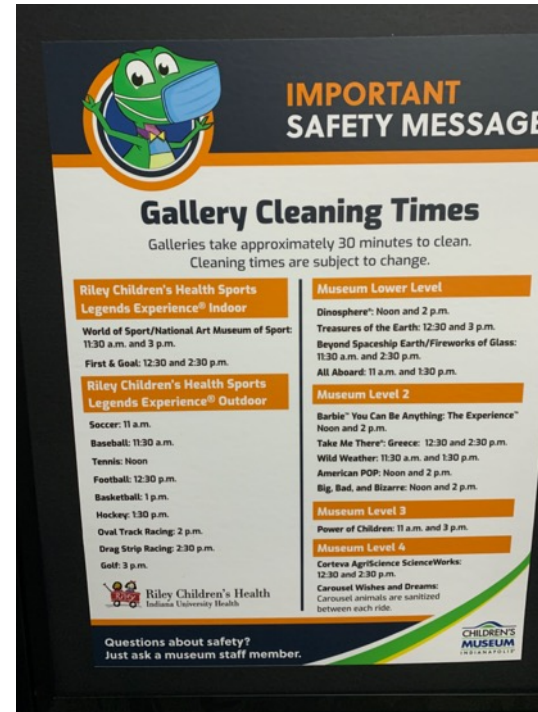 IMPORTANT
SAFETY MESSAGE
Gallery Cleaning Times
Galleries take approximately 30 minutes to clean.
Cleaning times are subject to change.
Riley Children's Health Sports
Legends Experience® Indoor
World of Sport/National Art Museum of Sport:
11:30 a.m. and 3 p.m.
First & Goal: 12:30 and 2:30 p.m.
Riley Children's Health Sports
Legends Experience® Outdoor
Soccer: 11 a.m.
Baseball: 11:30 a.m.
Tennis: Noon
Football: 12:30 p.m.
Basketball: 1 p.m.
Hockey: 1:30 p.m.
Oval Track Racing: 2 p.m.
Drag Strip Racing: 2:30 p.m.
Golf: 3 p.m.
Riley Children's Health
Indiana University Health
Museum Lower Level
Dinosphere®: Noon and 2 p.m.
Treasures of the Earth: 12:30 and 3 p.m.
Beyond Spaceship Earth/Fireworks of Glass:
11:30 a.m. and 2:30 p.m.
All Aboard: 11 a.m. and 1:30 p.m.
Museum Level 2
Barbie™ You Can Be Anything: The Experience™
Noon and 2 p.m.
Take Me There®: Greece: 12:30 and 2:30 p.m.
Wild Weather: 11:30 a.m. and 1:30 p.m.
American POP: Noon and 2 p.m.
Big, Bad, and Bizarre: Noon and 2 p.m.
Museum Level 3
Power of Children: 11 a.m. and 3 p.m.
Museum Level 4
Corteva AgriScience ScienceWorks:
12:30 and 2:30 p.m.
Carousel Wishes and Dreams:
Carousel animals are sanitized
between each ride.
Questions about safety?
Just ask a museum staff member.
CHILDREN'S
MUSEUM
INDIANAPOLIS